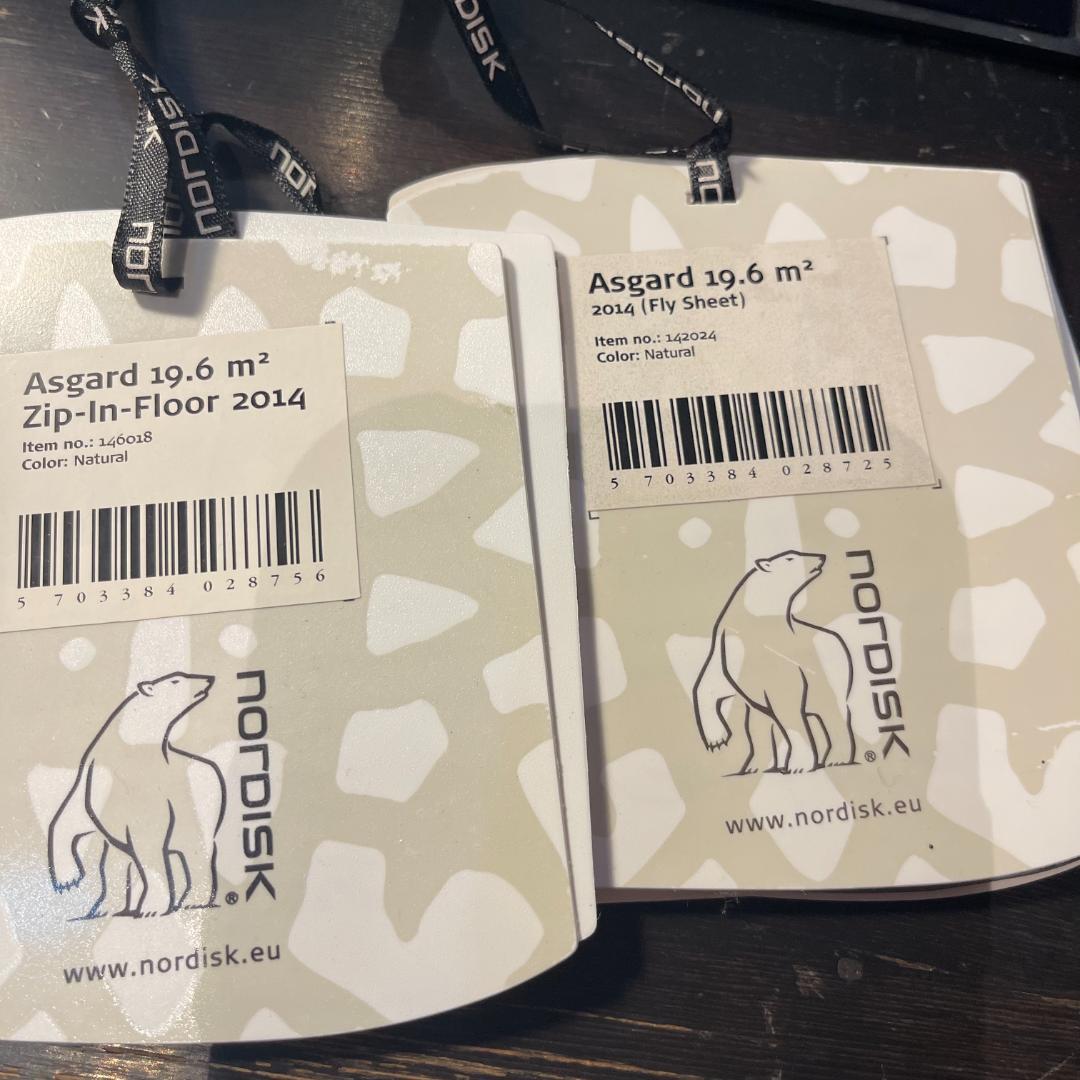 NORDISK
NORDISK
NORDISK
Asgard 19.6 m²
Zip-In-Floor 2014
Item no.: 146018
Color: Natural
5 703384 028756
NORDISK®
www.nordisk.eu
Asgard 19.6 m²
2014 (Fly Sheet)
Item no.: 142024
Color: Natural
5 703384 028725
NORDISK®
www.nordisk.eu